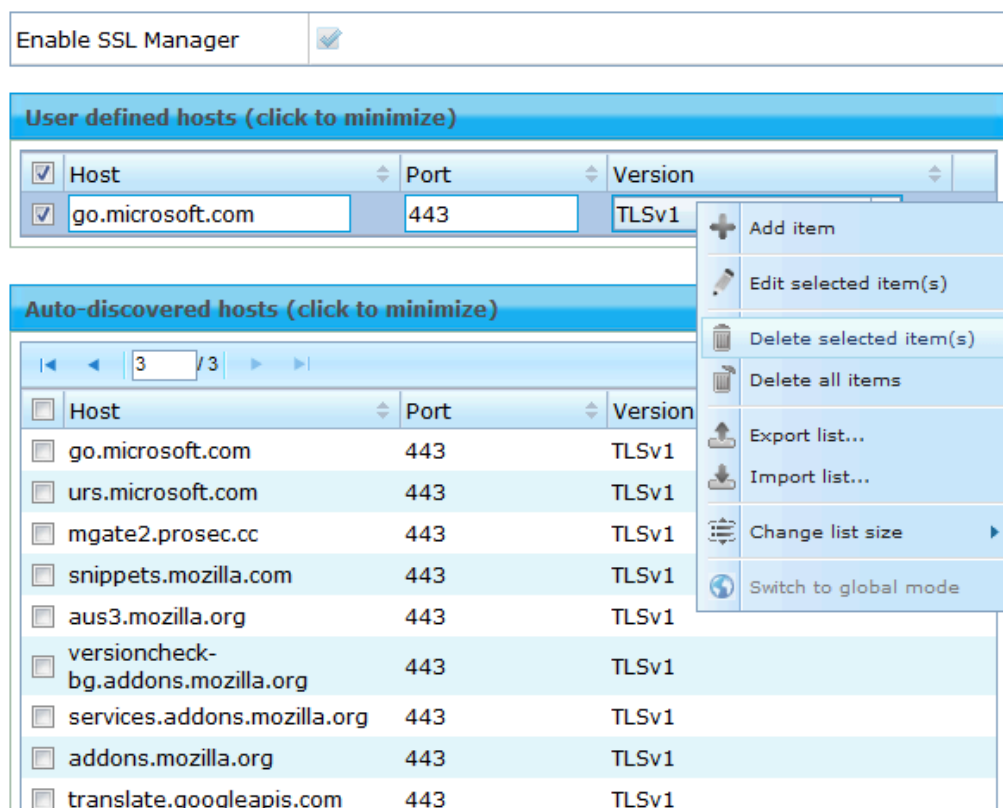 Enable SSL Manager
User defined hosts (click to minimize)
Host Port Version
go.microsoft.com 443 TLSv1
Add item
Edit selected item(s)
Delete selected item(s)
Delete all items
Export list...
Import list...
Change list size
Switch to global mode
Auto-discovered hosts (click to minimize)
3 / 3
Host Port Version
go.microsoft.com 443 TLSv1
urs.microsoft.com 443 TLSv1
mgate2.prosec.cc 443 TLSv1
snippets.mozilla.com 443 TLSv1
aus3.mozilla.org 443 TLSv1
versioncheck-
bg.addons.mozilla.org 443 TLSv1
services.addons.mozilla.org 443 TLSv1
addons.mozilla.org 443 TLSv1
translate.googleapis.com 443 TLSv1